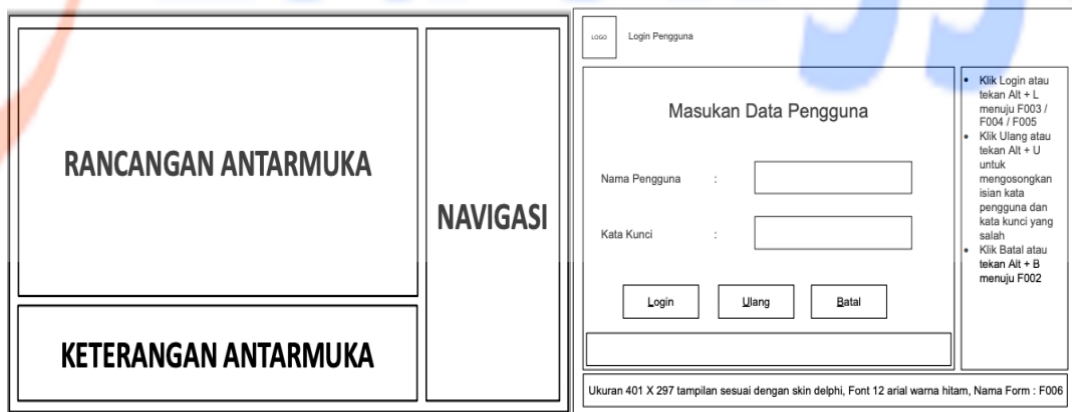 RANCANGAN ANTARMUKA
NAVIGASI
KETERANGAN ANTARMUKA
LOGO
Login Pengguna
Masukan Data Pengguna
Nama Pengguna :
Kata Kunci :
Login Ulang Batal
• Klik Login atau
tekan Alt + L
menuju F003 /
F004 / F005
• Klik Ulang atau
tekan Alt + U
untuk
mengosongkan
isian kata
pengguna dan
kata kunci yang
salah
• Klik Batal atau
tekan Alt + B
menuju F002
Ukuran 401 X 297 tampilan sesuai dengan skin delphi, Font 12 arial warna hitam, Nama Form : F006